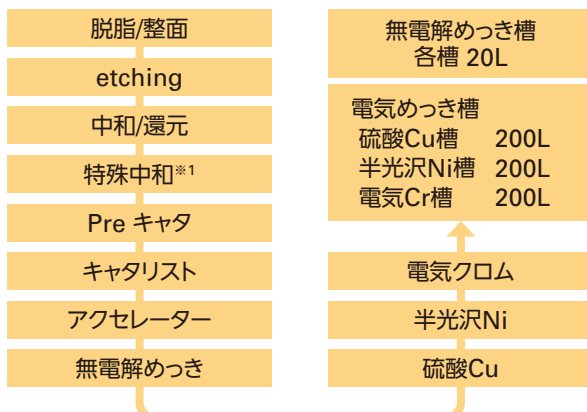 脱脂/整面
etching
中和/還元
特殊中和※1
Pre キャタ
キャタリスト
アクセレーター
無電解めっき
無電解めっき槽
各槽 20L
電気めっき槽
硫酸Cu槽 200L
半光沢Ni槽 200L
電気Cr槽 200L
電気クロム
半光沢Ni
硫酸Cu